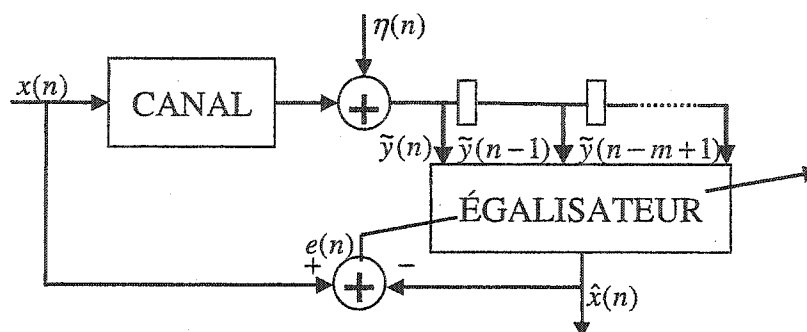 η(n)
x(n)
CANAL
+
ỹ(n) ỹ(n−1) ỹ(n−m+1)
ÉGALISATEUR
e(n)
+ + −
x̂(n)